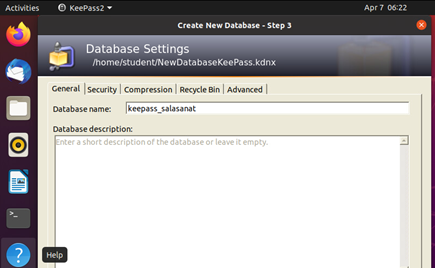 Activities KeePass2 Apr 7 06:22
Create New Database - Step 3
Database Settings
/home/student/NewDatabaseKeePass.kdnx
General Security Compression Recycle Bin Advanced
Database name: keepass_salasanat
Database description:
Enter a short description of the database or leave it empty.
Help